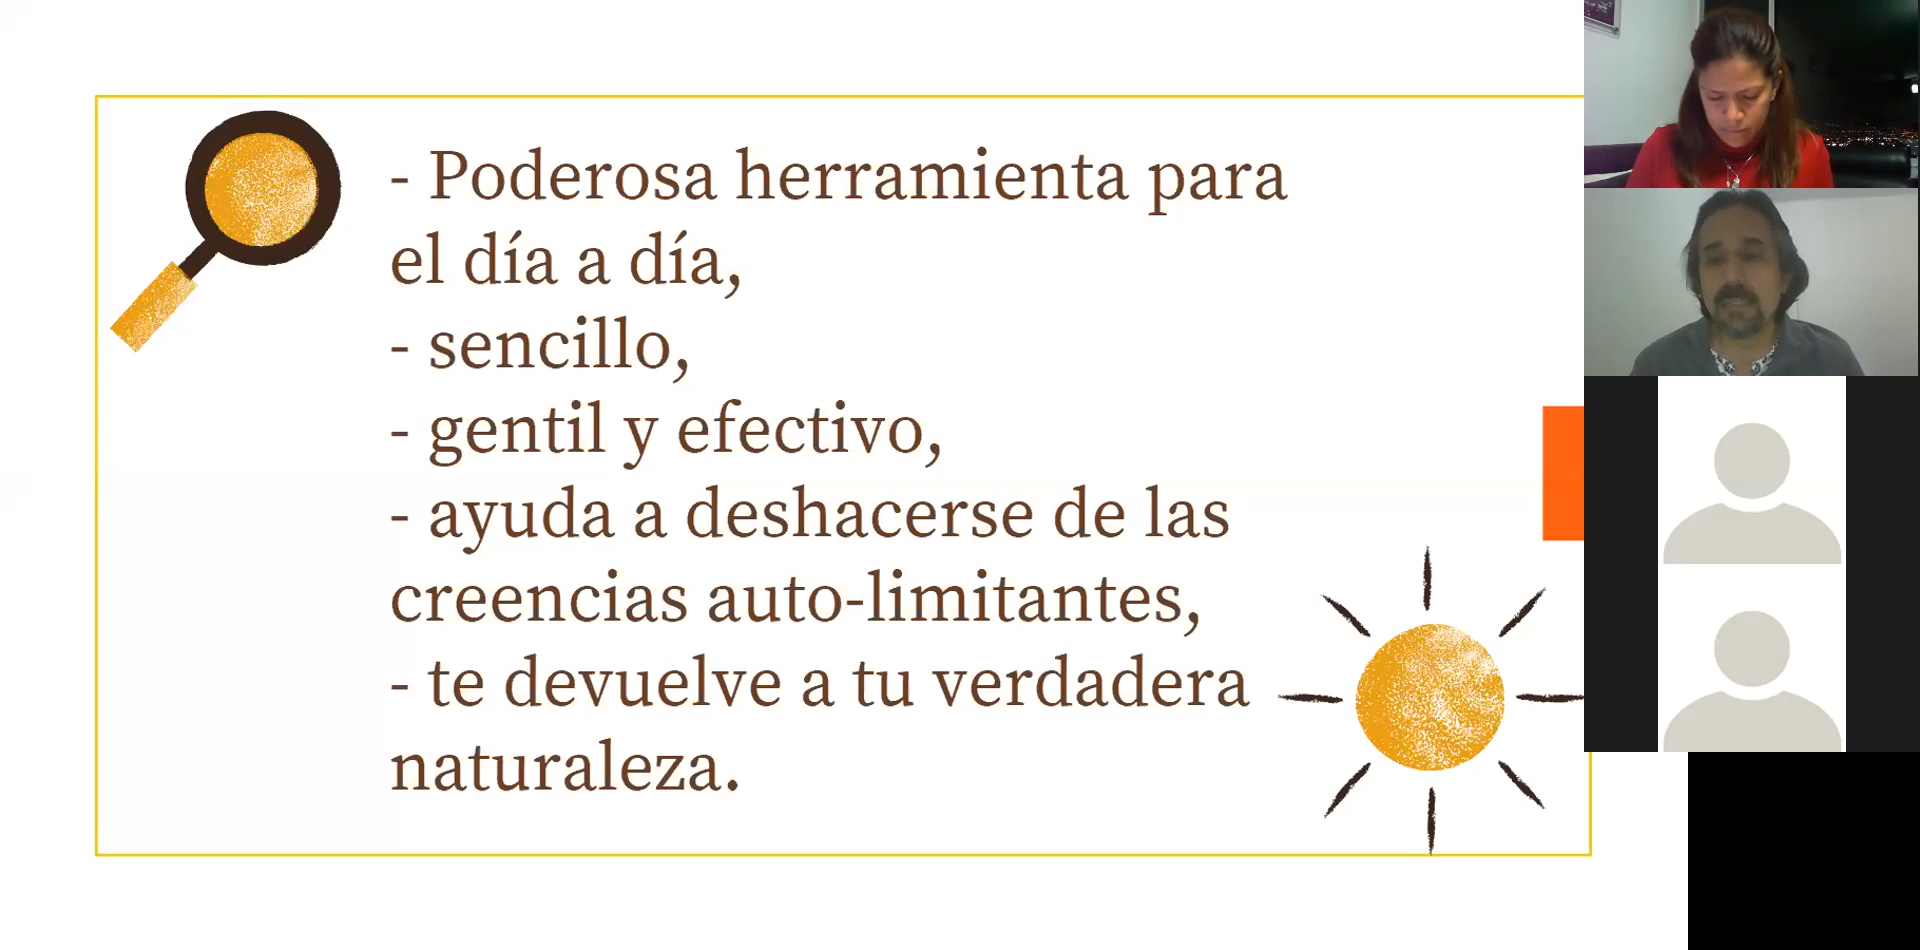 - Poderosa herramienta para
el día a día,
- sencillo,
- gentil y efectivo,
- ayuda a deshacerse de las
creencias auto-limitantes,
- te devuelve a tu verdadera
naturaleza.